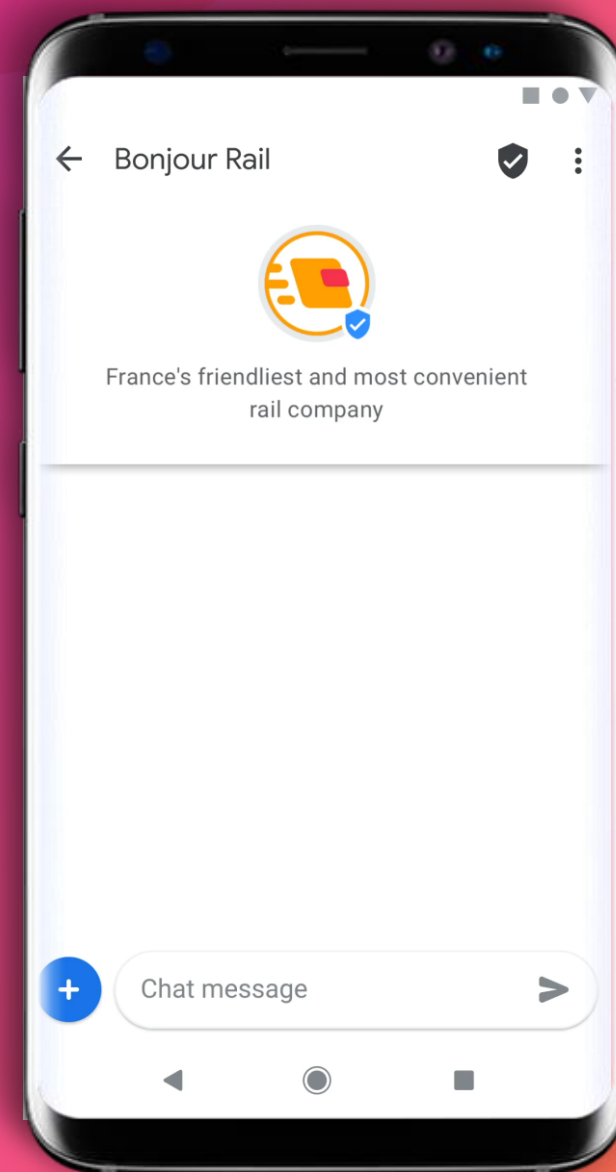 Bonjour Rail
France's friendliest and most convenient
rail company
Chat message